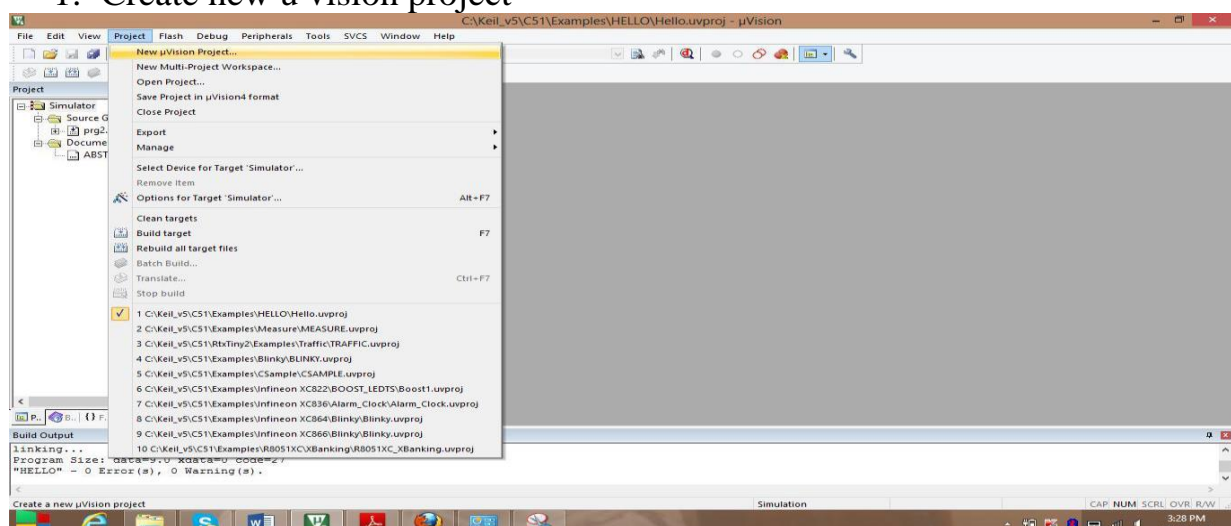 1. Create new u vision project
C:\Keil_v5\C51\Examples\HELLO\Hello.uvproj - µVision
File Edit View Project Flash Debug Peripherals Tools SVCS Window Help
New µVision Project...
New Multi-Project Workspace...
Open Project...
Save Project in µVision4 format
Close Project
Export
Manage
Select Device for Target 'Simulator'...
Remove Item
Options for Target 'Simulator'... Alt+F7
Clean targets
Build target F7
Rebuild all target files
Batch Build...
Translate... Ctrl+F7
Stop build
1 C:\Keil_v5\C51\Examples\HELLO\Hello.uvproj
2 C:\Keil_v5\C51\Examples\Measure\MEASURE.uvproj
3 C:\Keil_v5\C51\RtxTiny2\Examples\Traffic\TRAFFIC.uvproj
4 C:\Keil_v5\C51\Examples\Blinky\BLINKY.uvproj
5 C:\Keil_v5\C51\Examples\CSample\CSAMPLE.uvproj
6 C:\Keil_v5\C51\Examples\Infineon XC822\BOOST_LEDTS\Boost1.uvproj
7 C:\Keil_v5\C51\Examples\Infineon XC836\Alarm_Clock\Alarm_Clock.uvproj
8 C:\Keil_v5\C51\Examples\Infineon XC864\Blinky\Blinky.uvproj
9 C:\Keil_v5\C51\Examples\Infineon XC866\Blinky\Blinky.uvproj
10 C:\Keil_v5\C51\Examples\R8051XC\XBanking\R8051XC_XBanking.uvproj
Project
Simulator
Source G
prg2.
Docume
ABST
P... B... {} F.
Build Output
linking...
Program Size: data=9.0 xdata=0 code=27
"HELLO" - 0 Error(s), 0 Warning(s).
Create a new µVision project Simulation CAP NUM SCRL OVR R/W
3:28 PM